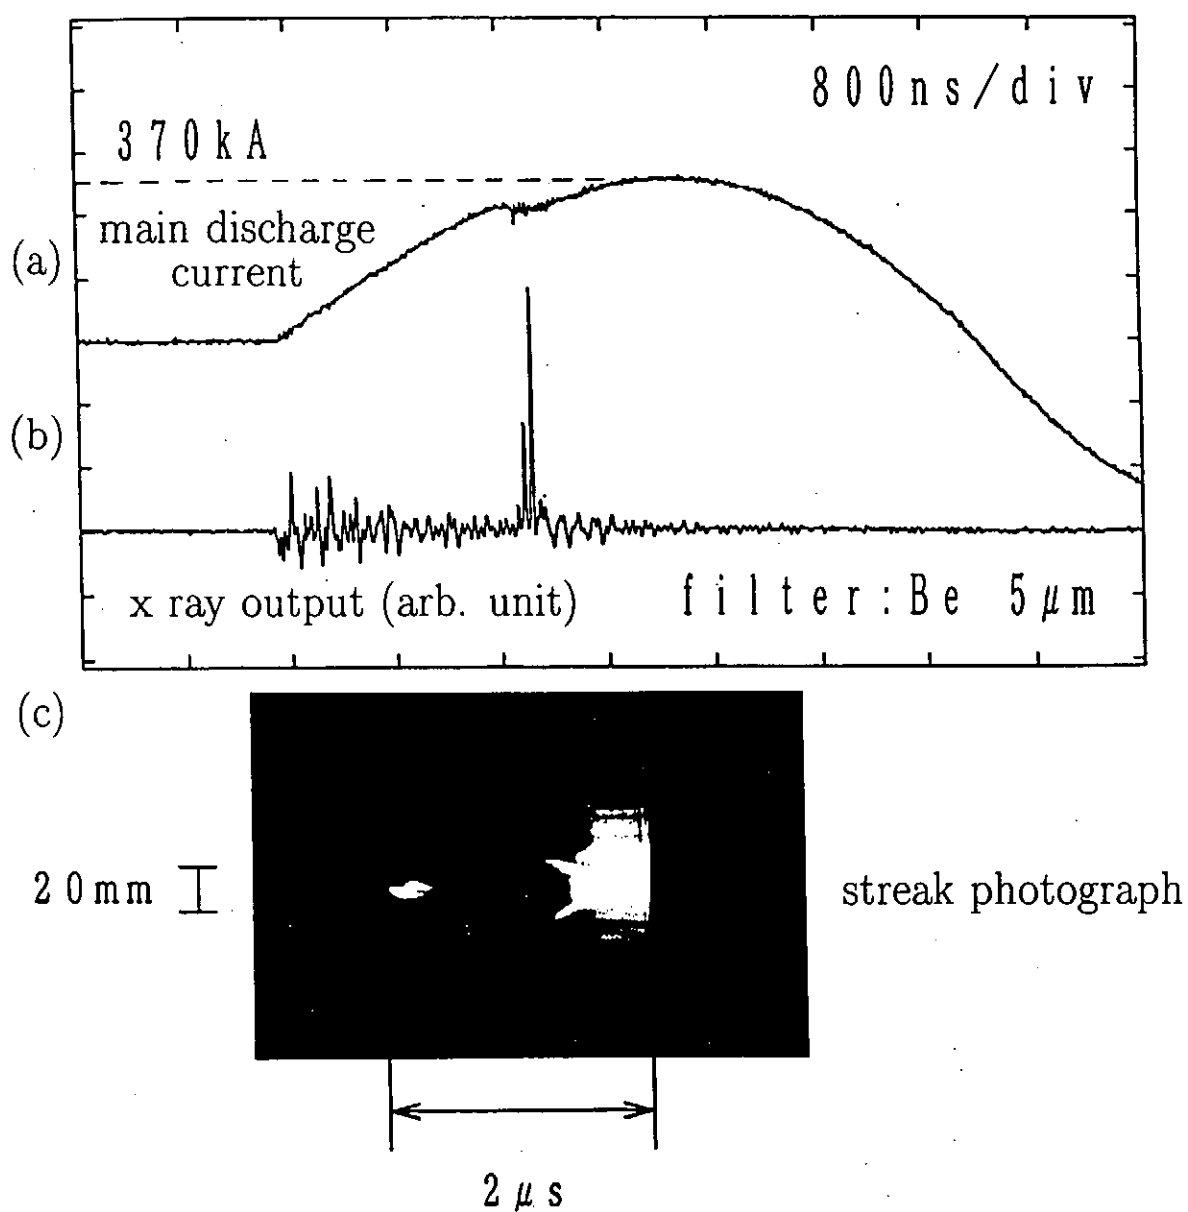 800ns/div
370kA
main discharge
current
(a)
(b)
x ray output (arb. unit)
filter:Be 5μm
(c)
20mm
streak photograph
2μs